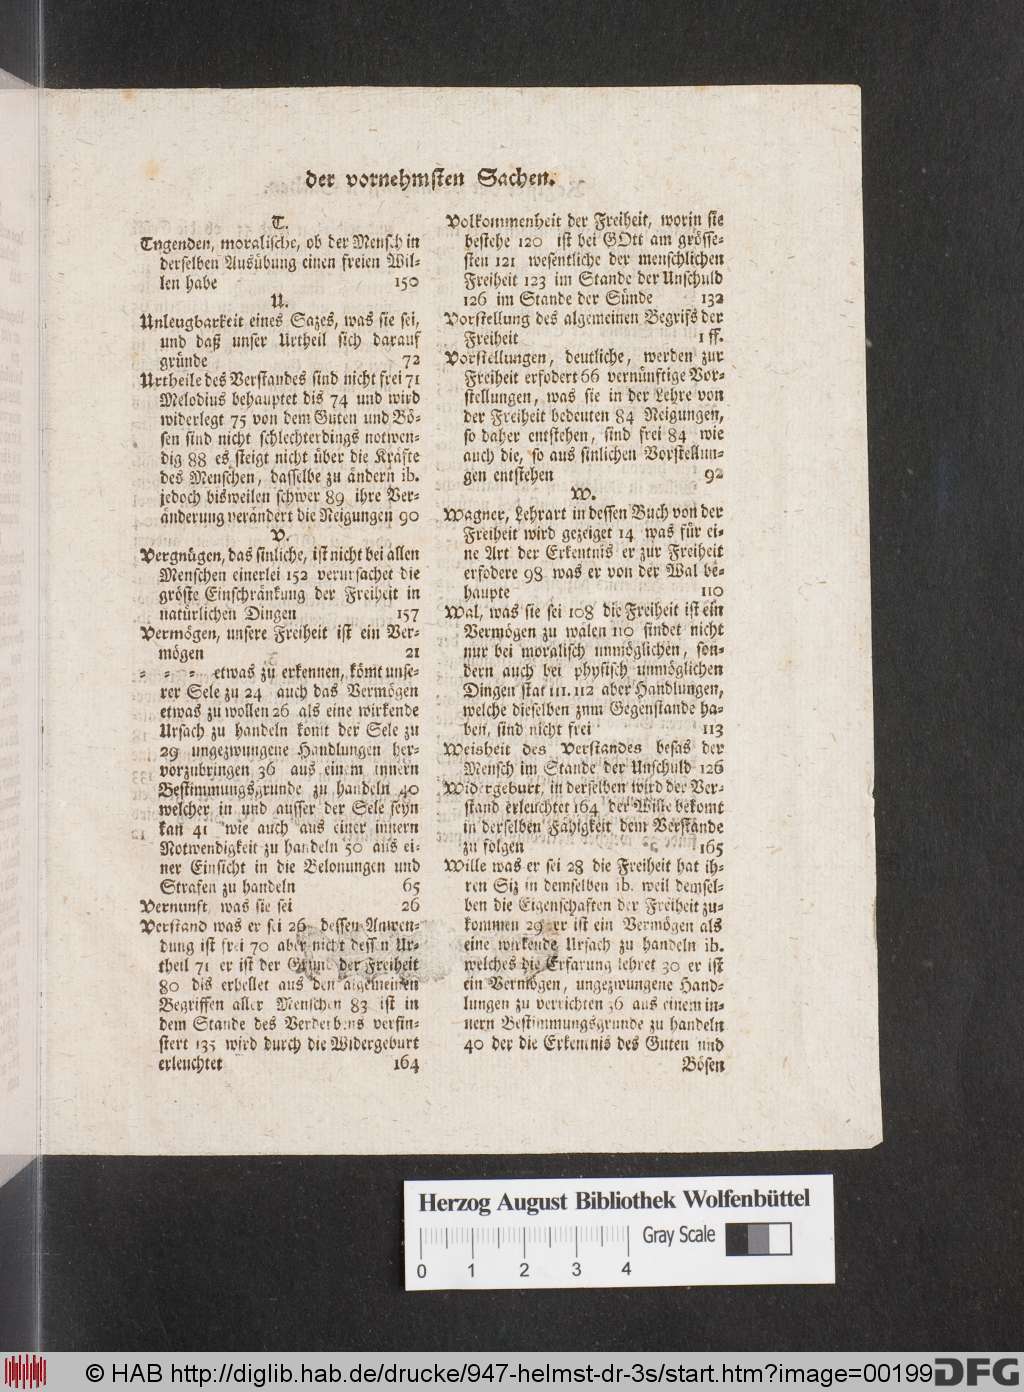 der vornehmsten Sachen.
T.
Tngenden, moralische, ob der Mensch in
derselben Ausübung einen freien Wil-
len habe 150
U.
Unleugbarkeit eines Sazes, was sie sei,
und daß unser Urtheil sich darauf
gründe 72
Urtheile des Verstandes sind nicht frei 71
Melodius behauptet dis 74 und wird
widerlegt 75 von dem Guten und Bö-
sen sind nicht schlechterdings notwen-
dig 88 es steigt nicht über die Kräfte
des Menschen, dasselbe zu ändern ib.
jedoch bisweilen schwer 89 ihre Ver-
änderung verändert die Neigungen 90
V.
Vergnügen, das sinliche, ist nicht bei allen
Menschen einerlei 152 verursachet die
gröste Einschränkung der Freiheit in
natürlichen Dingen 157
Vermögen, unsere Freiheit ist ein Ver-
mögen 21
- - - etwas zu erkennen, kömt unse-
rer Sele zu 24 auch das Vermögen
etwas zu wollen 26 als eine wirkende
Ursach zu handeln komt der Sele zu
29 ungezwungene Handlungen her-
vorzubringen 36 aus einem innern
Bestimmungsgrunde zu handeln 40
welcher in und ausser der Sele seyn
kan 41 wie auch aus einer innern
Notwendigkeit zu handeln 50 aus ei-
ner Einsicht in die Belonungen und
Strafen zu handeln 65
Vernunft, was sie sei 26
Verstand was er sei 26 dessen Anwen-
dung ist frei 70 aber nicht dessen Ur-
theil 71 er ist der Grund der Freiheit
80 dis erhellet aus den algemeinen
Begriffen aller Menschen 83 ist in
dem Stande des Verderbens verfin-
stert 135 wird durch die Widergeburt
erleuchtet 164
Volkommenheit der Freiheit, worin sie
bestehe 120 ist bei GOtt am grösse-
sten 121 wesentliche der menschlichen
Freiheit 123 im Stande der Unschuld
126 im Stande der Sünde 132
Vorstellung des algemeinen Begrifs der
Freiheit 1 ff.
Vorstellungen, deutliche, werden zur
Freiheit erfodert 66 vernünftige Vor-
stellungen, was sie in der Lehre von
der Freiheit bedeuten 84 Neigungen,
so daher entstehen, sind frei 84 wie
auch die, so aus sinlichen Vorstellun-
gen entstehen 92
W.
Wagner, Lehrart in dessen Buch von der
Freiheit wird gezeiget 14 was für ei-
ne Art der Erkentnis er zur Freiheit
erfodere 98 was er von der Wal be-
haupte 110
Wal, was sie sei 108 die Freiheit ist ein
Vermögen zu wälen 110 findet nicht
nur bei moralisch unmöglichen, son-
dern auch bei physisch unmöglichen
Dingen stat 111. 112 aber Handlungen,
welche dieselben znm Gegenstande ha-
ben, sind nicht frei 113
Weisheit des Verstandes besas der
Mensch im Stande der Unschuld 126
Widergeburt, in derselben wird der Ver-
stand erleuchtet 164 der Wille bekomt
in derselben Fähigkeit dem Verstande
zu folgen 165
Wille was er sei 28 die Freiheit hat ih-
ren Siz in demselben ib. weil demsel-
ben die Eigenschaften der Freiheit zu-
kommen 29 er ist ein Vermögen als
eine wirkende Ursach zu handeln ib.
welches die Erfarung lehret 30 er ist
ein Vermögen, ungezwungene Hand-
lungen zu verrichten 36 aus einem in-
nern Bestimmungsgrunde zu handeln
40 der die Erkentnis des Guten und
Bösen
Herzog August Bibliothek Wolfenbüttel
Gray Scale
0 1 2 3 4
© HAB http://diglib.hab.de/drucke/947-helmst-dr-3s/start.htm?image=00199
DFG